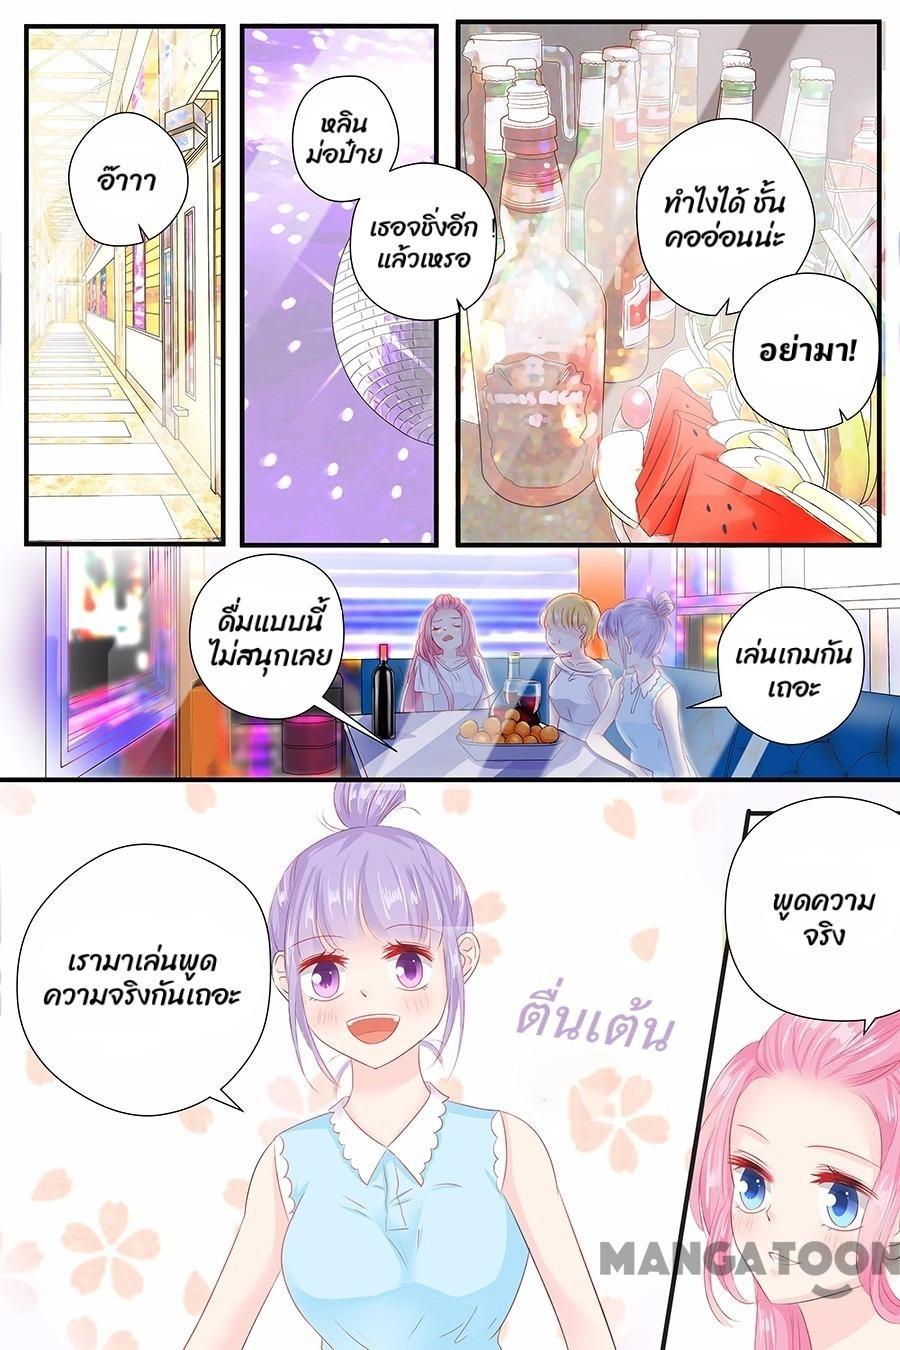 อ๊าาา
หลิน
ม่อป๋าย
เธอจชิ่งอีก !
แล้วเหรอ
ทำไงได้ ชั้น
คออ่อนน่ะ
อย่ามา!
ดื่มแบบนี้
ไม่สนุกเลย
เล่นเกมกัน
เถอะ
เรามาเล่นพูด
ความจริงกันเถอะ
ตื่นเต้น
พูดความ
จริง
MANGATOON